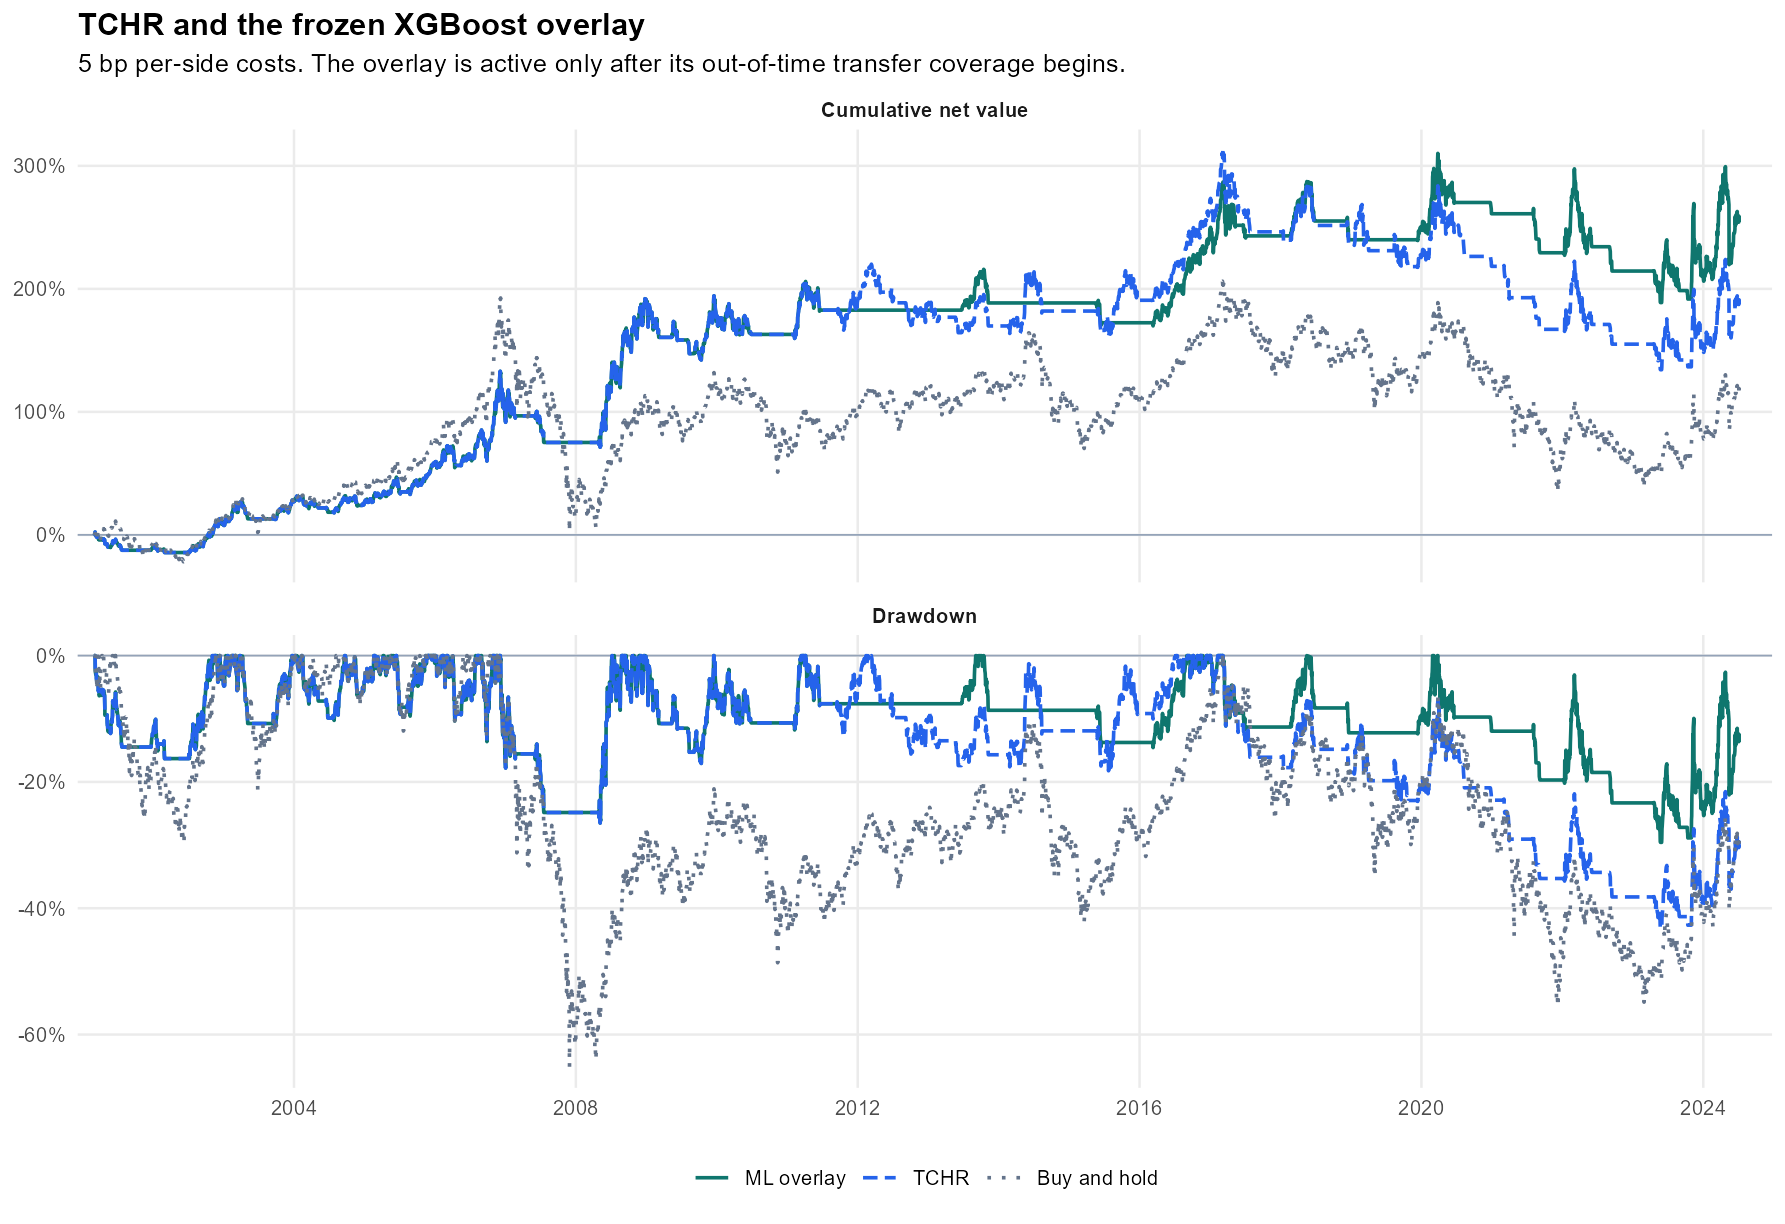 TCHR and the frozen XGBoost overlay
5 bp per-side costs. The overlay is active only after its out-of-time transfer coverage begins.
Cumulative net value
300%
200%
100%
0%
Drawdown
0%
-20%
-40%
-60%
2004 2008 2012 2016 2020 2024
ML overlay TCHR Buy and hold